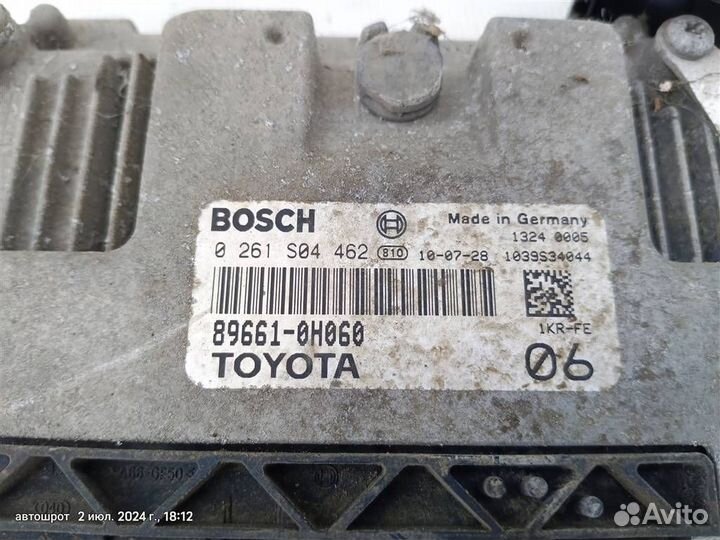 BOSCH
Made in Germany
1324 0005
0 261 S04 462 810 10-07-28 1039S34044
89661-0H060
1KR-FE
TOYOTA
06
автошрот 2 июл. 2024 г., 18:12
Avito